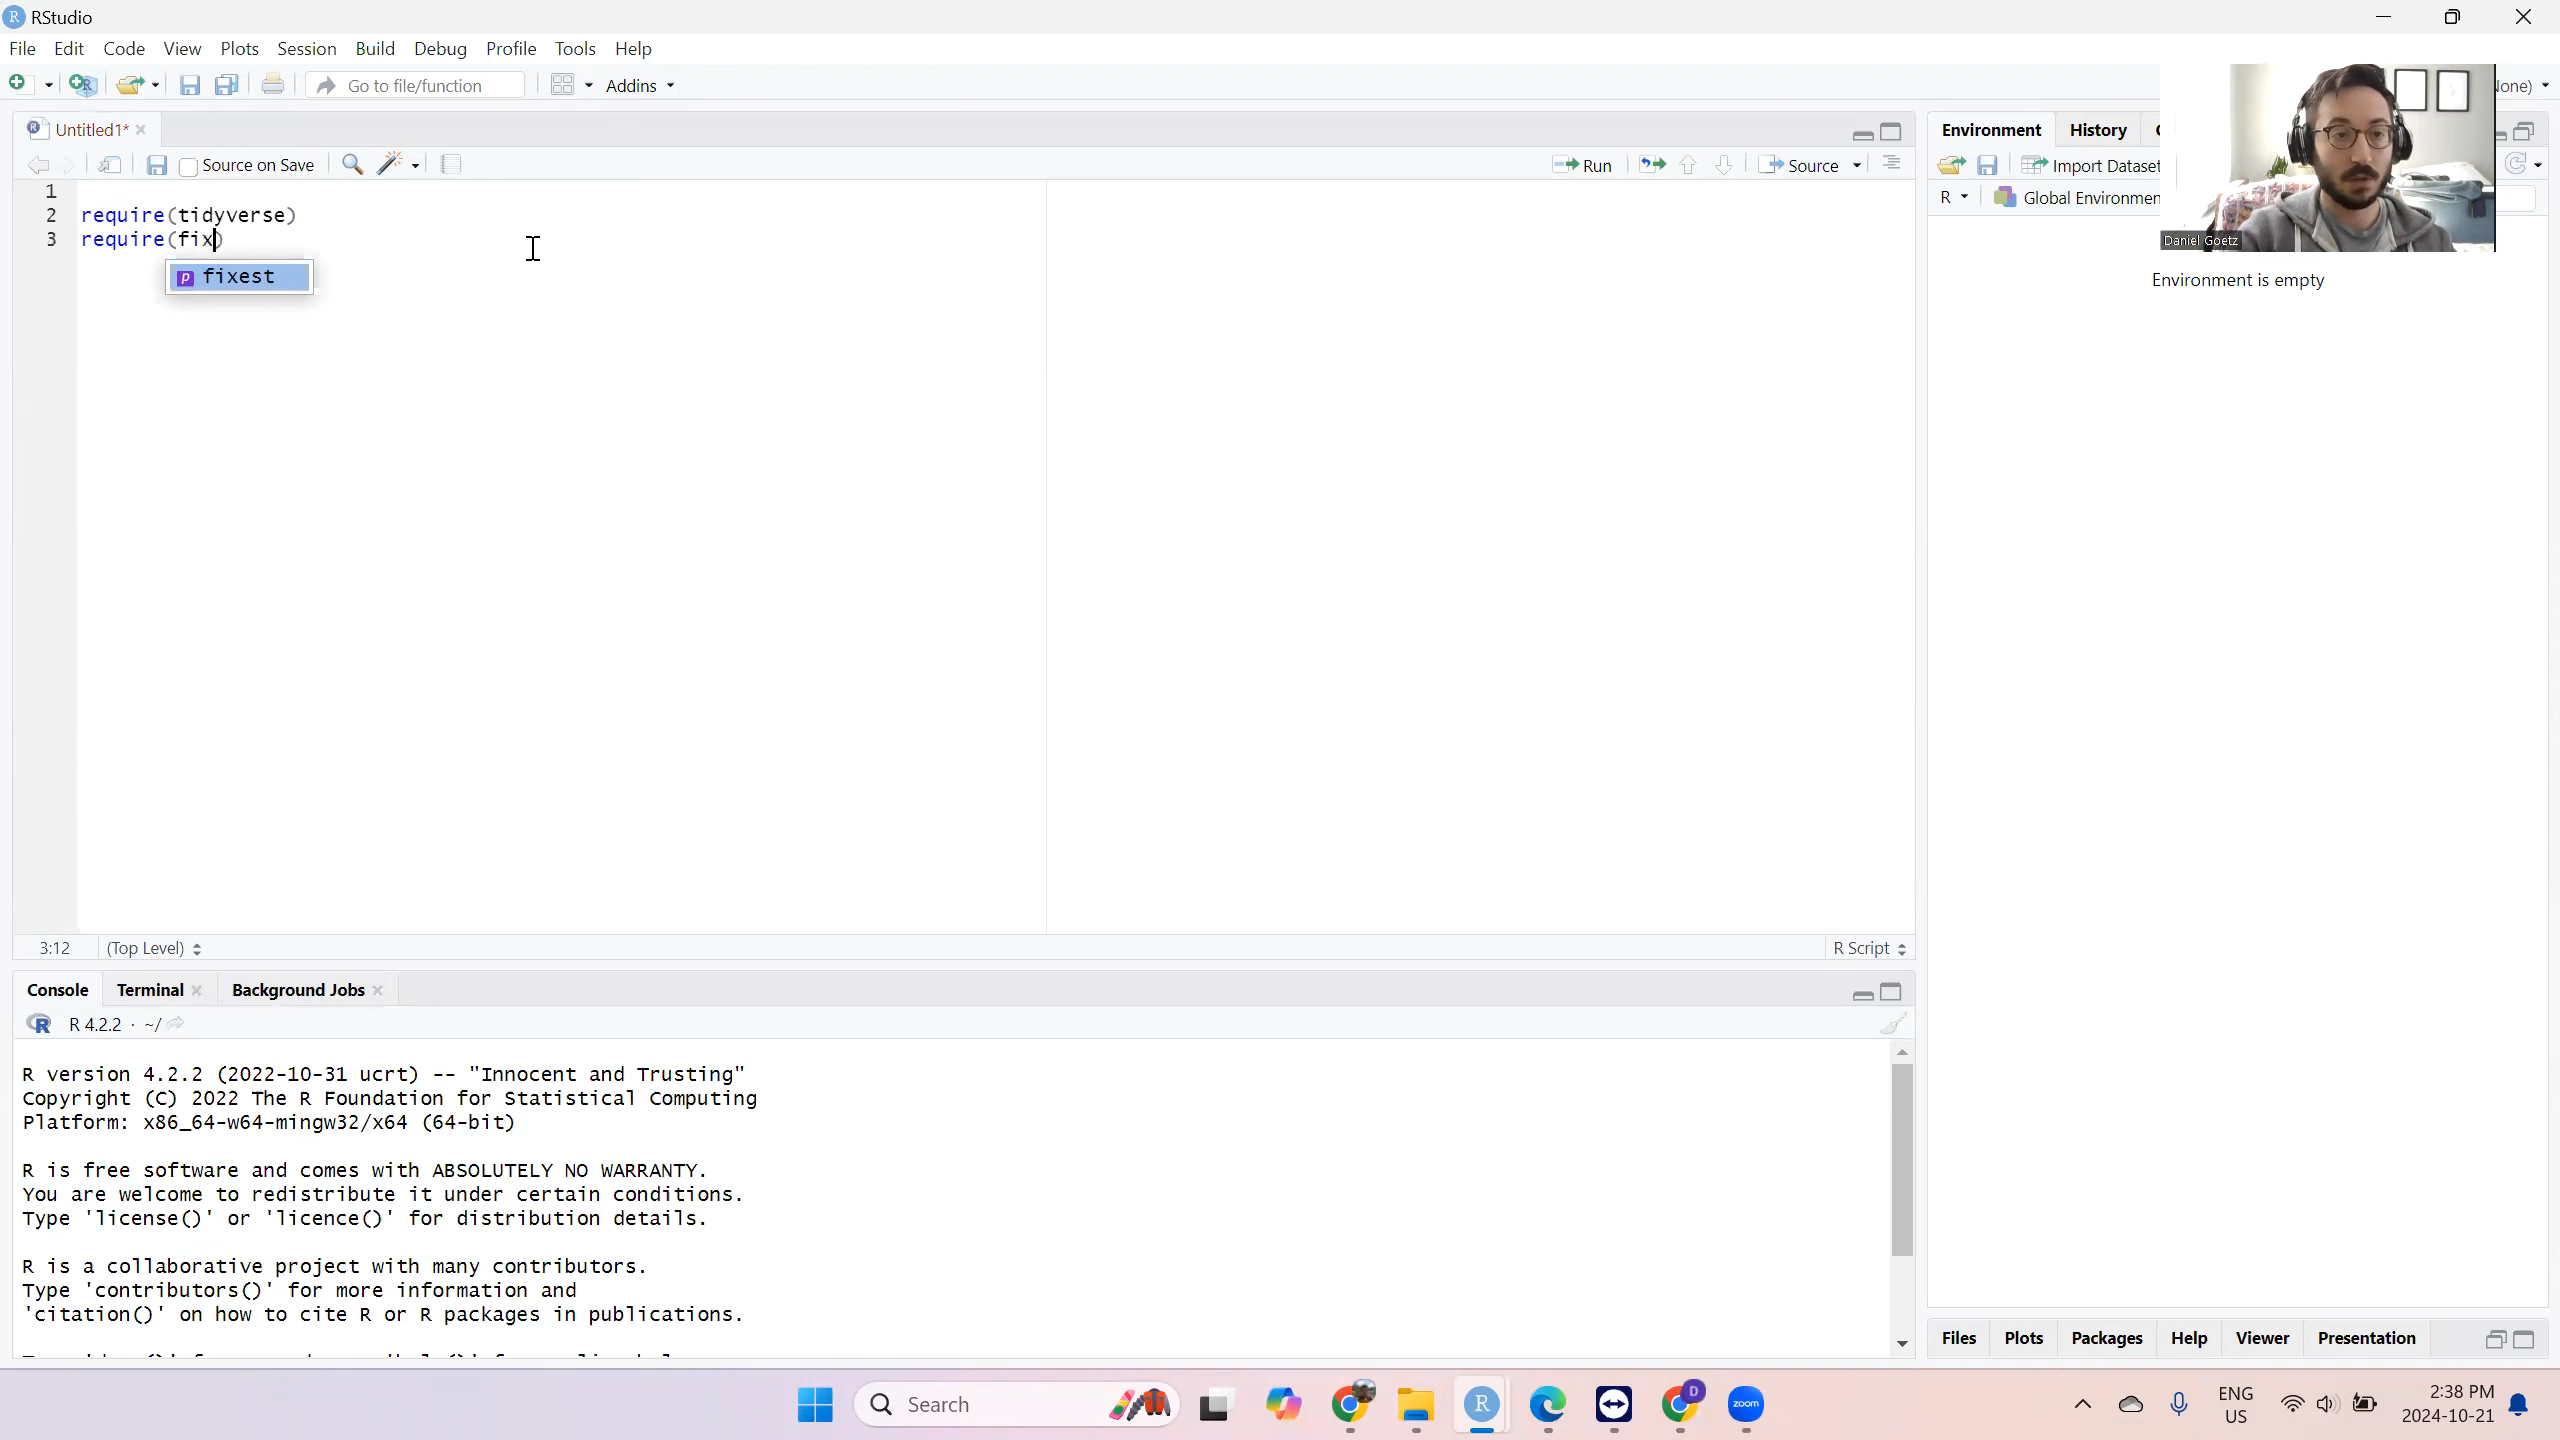 RStudio
File Edit Code View Plots Session Build Debug Profile Tools Help
Go to file/function Addins
Untitled1*
Source on Save Run Source
1
2 require(tidyverse)
3 require(fix)
fixest
3:12 (Top Level) R Script
Console Terminal Background Jobs
R 4.2.2 · ~/
R version 4.2.2 (2022-10-31 ucrt) -- "Innocent and Trusting"
Copyright (C) 2022 The R Foundation for Statistical Computing
Platform: x86_64-w64-mingw32/x64 (64-bit)
R is free software and comes with ABSOLUTELY NO WARRANTY.
You are welcome to redistribute it under certain conditions.
Type 'license()' or 'licence()' for distribution details.
R is a collaborative project with many contributors.
Type 'contributors()' for more information and
'citation()' on how to cite R or R packages in publications.
Environment History
Import Dataset
R Global Environmen
Daniel Goetz
Environment is empty
Files Plots Packages Help Viewer Presentation
Search
zoom
ENG
US
2:38 PM
2024-10-21